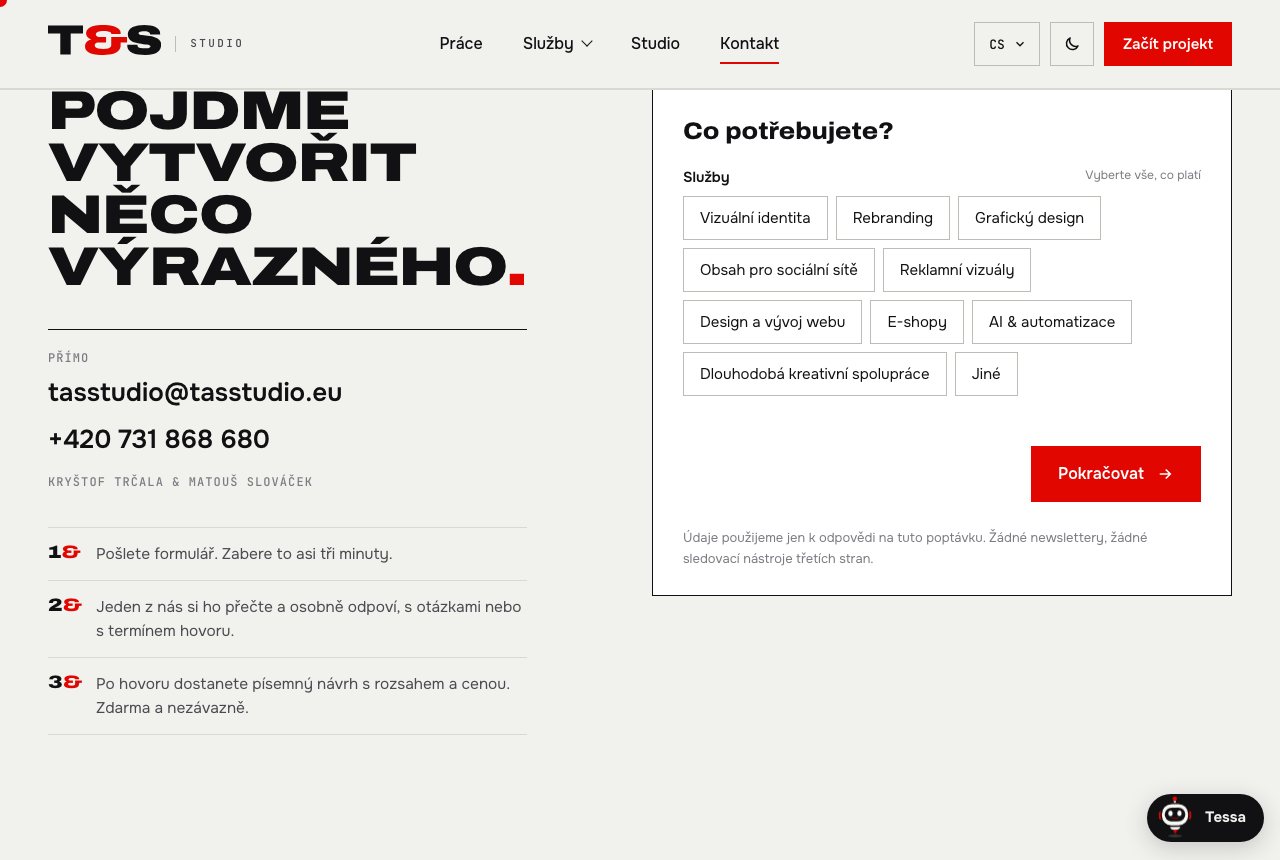 T&S STUDIO
Práce
Služby
Studio
Kontakt
CS
Začít projekt
POJĎME
VYTVOŘIT
NĚCO
VÝRAZNÉHO.
PŘÍMO
tasstudio@tasstudio.eu
+420 731 868 680
KRYŠTOF TRČALA & MATOUŠ SLOVÁČEK
1& Pošlete formulář. Zabere to asi tři minuty.
2& Jeden z nás si ho přečte a osobně odpoví, s otázkami nebo
s termínem hovoru.
3& Po hovoru dostanete písemný návrh s rozsahem a cenou.
Zdarma a nezávazně.
Co potřebujete?
Služby
Vyberte vše, co platí
Vizuální identita
Rebranding
Grafický design
Obsah pro sociální sítě
Reklamní vizuály
Design a vývoj webu
E-shopy
AI & automatizace
Dlouhodobá kreativní spolupráce
Jiné
Pokračovat →
Údaje použijeme jen k odpovědi na tuto poptávku. Žádné newslettery, žádné
sledovací nástroje třetích stran.
Tessa